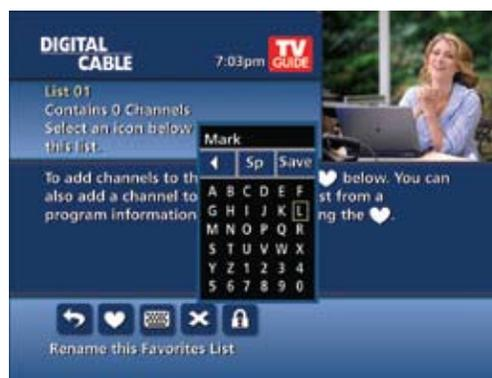 DIGITAL
CABLE
7:03pm
TV
GUIDE
List 01
Contains 0 Channels
Select an icon below
this list.
Mark
Sp Save
To add channels to th below. You can
also add a channel to st from a
program information ng the
A B C D E F
G H I J K L
M N O P Q R
S T U V W X
Y Z 1 2 3 4
5 6 7 8 9 0
Rename this Favorites List